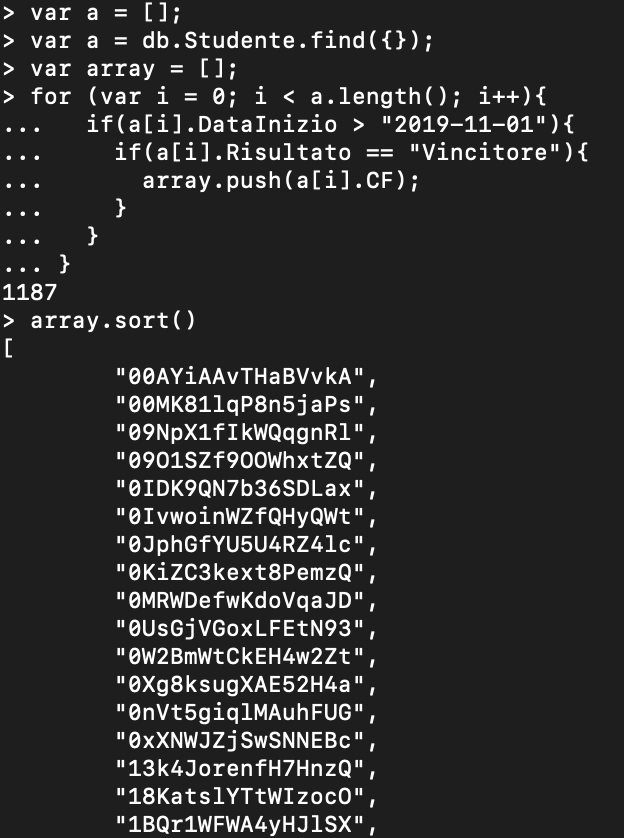 > var a = [];
> var a = db.Studente.find({});
> var array = [];
> for (var i = 0; i < a.length(); i++){
...   if(a[i].DataInizio > "2019-11-01"){
...     if(a[i].Risultato == "Vincitore"){
...       array.push(a[i].CF);
...     }
...   }
... }
1187
> array.sort()
[
"00AYiAAvTHaBVvkA",
"00MK81lqP8n5jaPs",
"09NpX1fIkWQqgnRl",
"09O1SZf9OOWhxtZQ",
"0IDK9QN7b36SDLax",
"0IvwoinWZfQHyQWt",
"0JphGfYU5U4RZ4lc",
"0KiZC3kext8PemzQ",
"0MRWDefwKdoVqaJD",
"0UsGjVGoxLFEtN93",
"0W2BmWtCkEH4w2Zt",
"0Xg8ksugXAE52H4a",
"0nVt5giqlMAuhFUG",
"0xXNWJZjSwSNNEBc",
"13k4JorenfH7HnzQ",
"18KatslYTtWIzocO",
"1BQr1WFWA4yHJlSX",